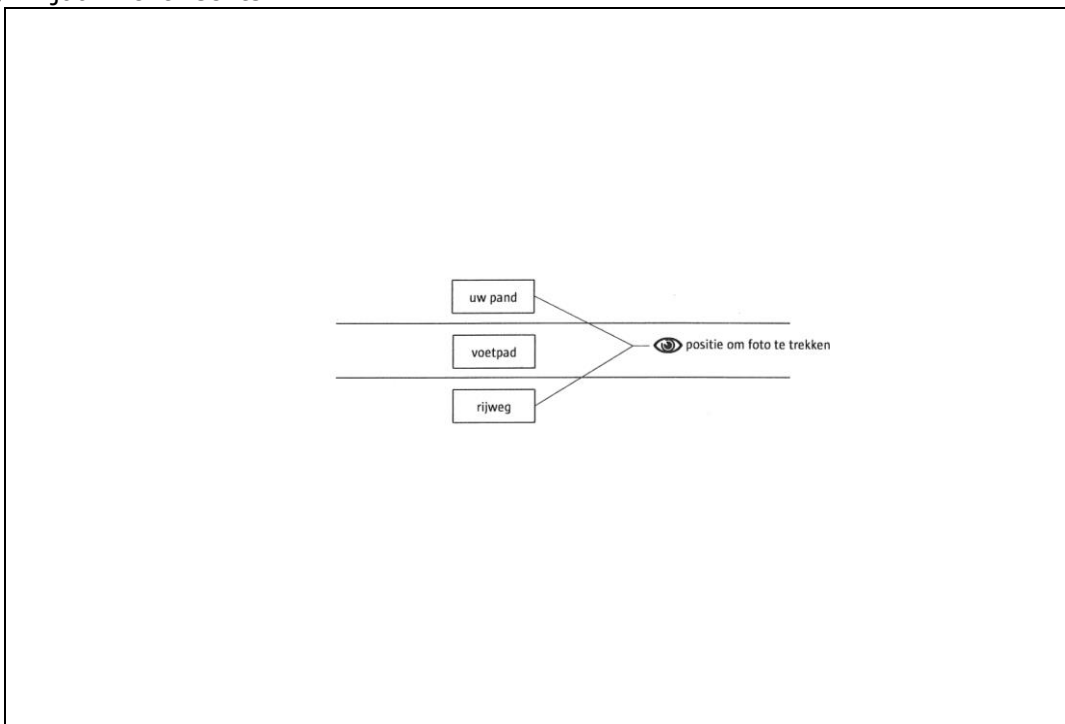 uw pand
positie om foto te trekken
voetpad
rijweg